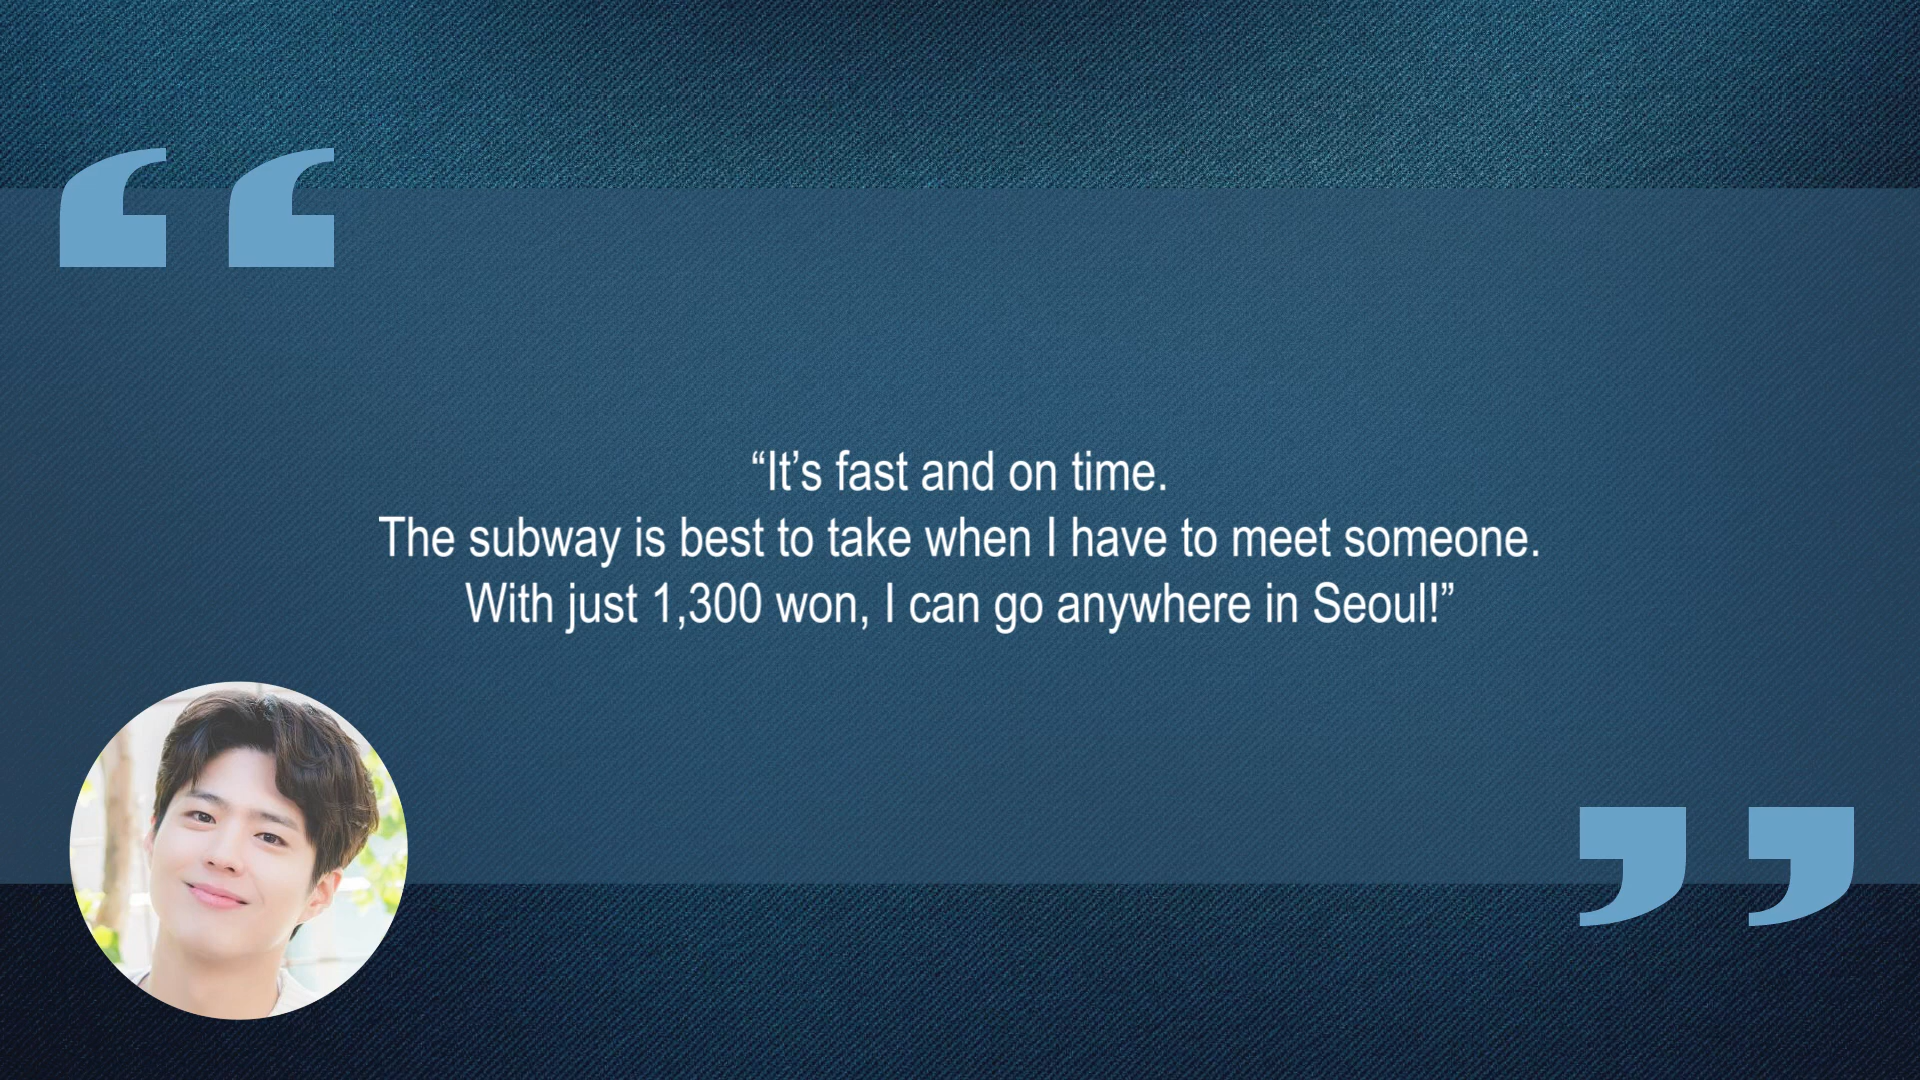 “It’s fast and on time.
The subway is best to take when I have to meet someone.
With just 1,300 won, I can go anywhere in Seoul!”